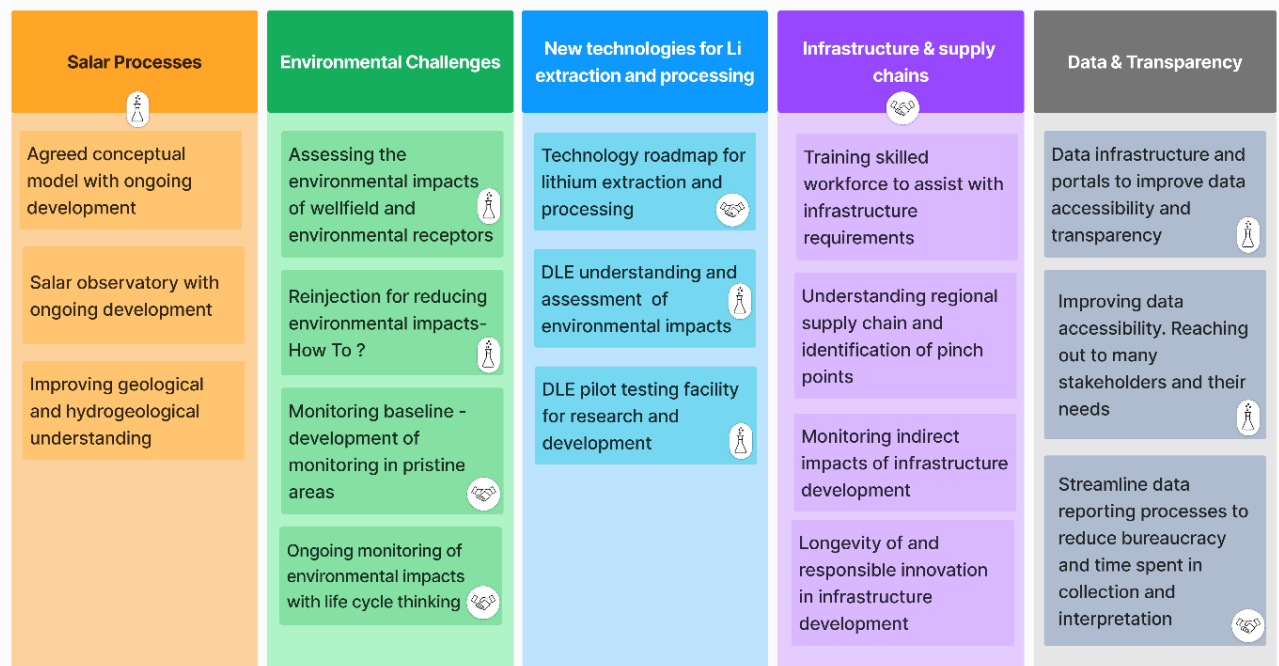 Salar Processes
Agreed conceptual
model with ongoing
development
Salar observatory with
ongoing development
Improving geological
and hydrogeological
understanding
Environmental Challenges
Assessing the
environmental impacts
of wellfield and
environmental receptors
Reinjection for reducing
environmental impacts-
How To ?
Monitoring baseline -
development of
monitoring in pristine
areas
Ongoing monitoring of
environmental impacts
with life cycle thinking
New technologies for Li
extraction and processing
Technology roadmap for
lithium extraction and
processing
DLE understanding and
assessment of
environmental impacts
DLE pilot testing facility
for research and
development
Infrastructure & supply
chains
Training skilled
workforce to assist with
infrastructure
requirements
Understanding regional
supply chain and
identification of pinch
points
Monitoring indirect
impacts of infrastructure
development
Longevity of and
responsible innovation
in infrastructure
development
Data & Transparency
Data infrastructure and
portals to improve data
accessibility and
transparency
Improving data
accessibility. Reaching
out to many
stakeholders and their
needs
Streamline data
reporting processes to
reduce bureaucracy
and time spent in
collection and
interpretation